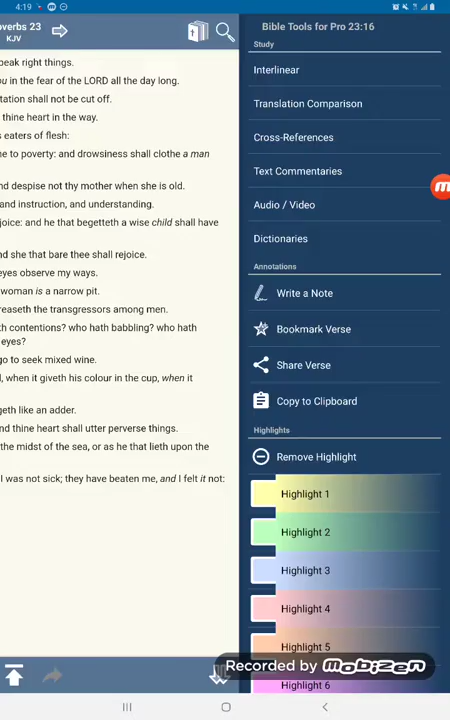 4:19
overbs 23
KJV
peak right things.
ou in the fear of the LORD all the day long.
tation shall not be cut off.
thine heart in the way.
s eaters of flesh:
me to poverty: and drowsiness shall clothe a man
nd despise not thy mother when she is old.
and instruction, and understanding.
joice: and he that begetteth a wise child shall have
nd she that bare thee shall rejoice.
eyes observe my ways.
woman is a narrow pit.
reaseth the transgressors among men.
th contentions? who hath babbling? who hath
eyes?
go to seek mixed wine.
l, when it giveth his colour in the cup, when it
geth like an adder.
nd thine heart shall utter perverse things.
the midst of the sea, or as he that lieth upon the
I was not sick; they have beaten me, and I felt it not:
Bible Tools for Pro 23:16
Study
Interlinear
Translation Comparison
Cross-References
Text Commentaries
Audio / Video
Dictionaries
Annotations
Write a Note
Bookmark Verse
Share Verse
Copy to Clipboard
Highlights
Remove Highlight
Highlight 1
Highlight 2
Highlight 3
Highlight 4
Highlight 5
Highlight 6
Recorded by mobizen